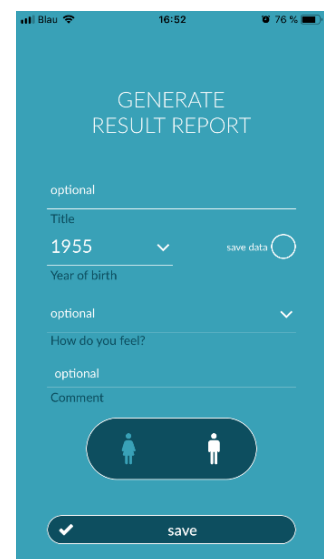 Blau 16:52 76 %
GENERATE
RESULT REPORT
optional
Title
1955 save data
Year of birth
optional
How do you feel?
optional
Comment
save